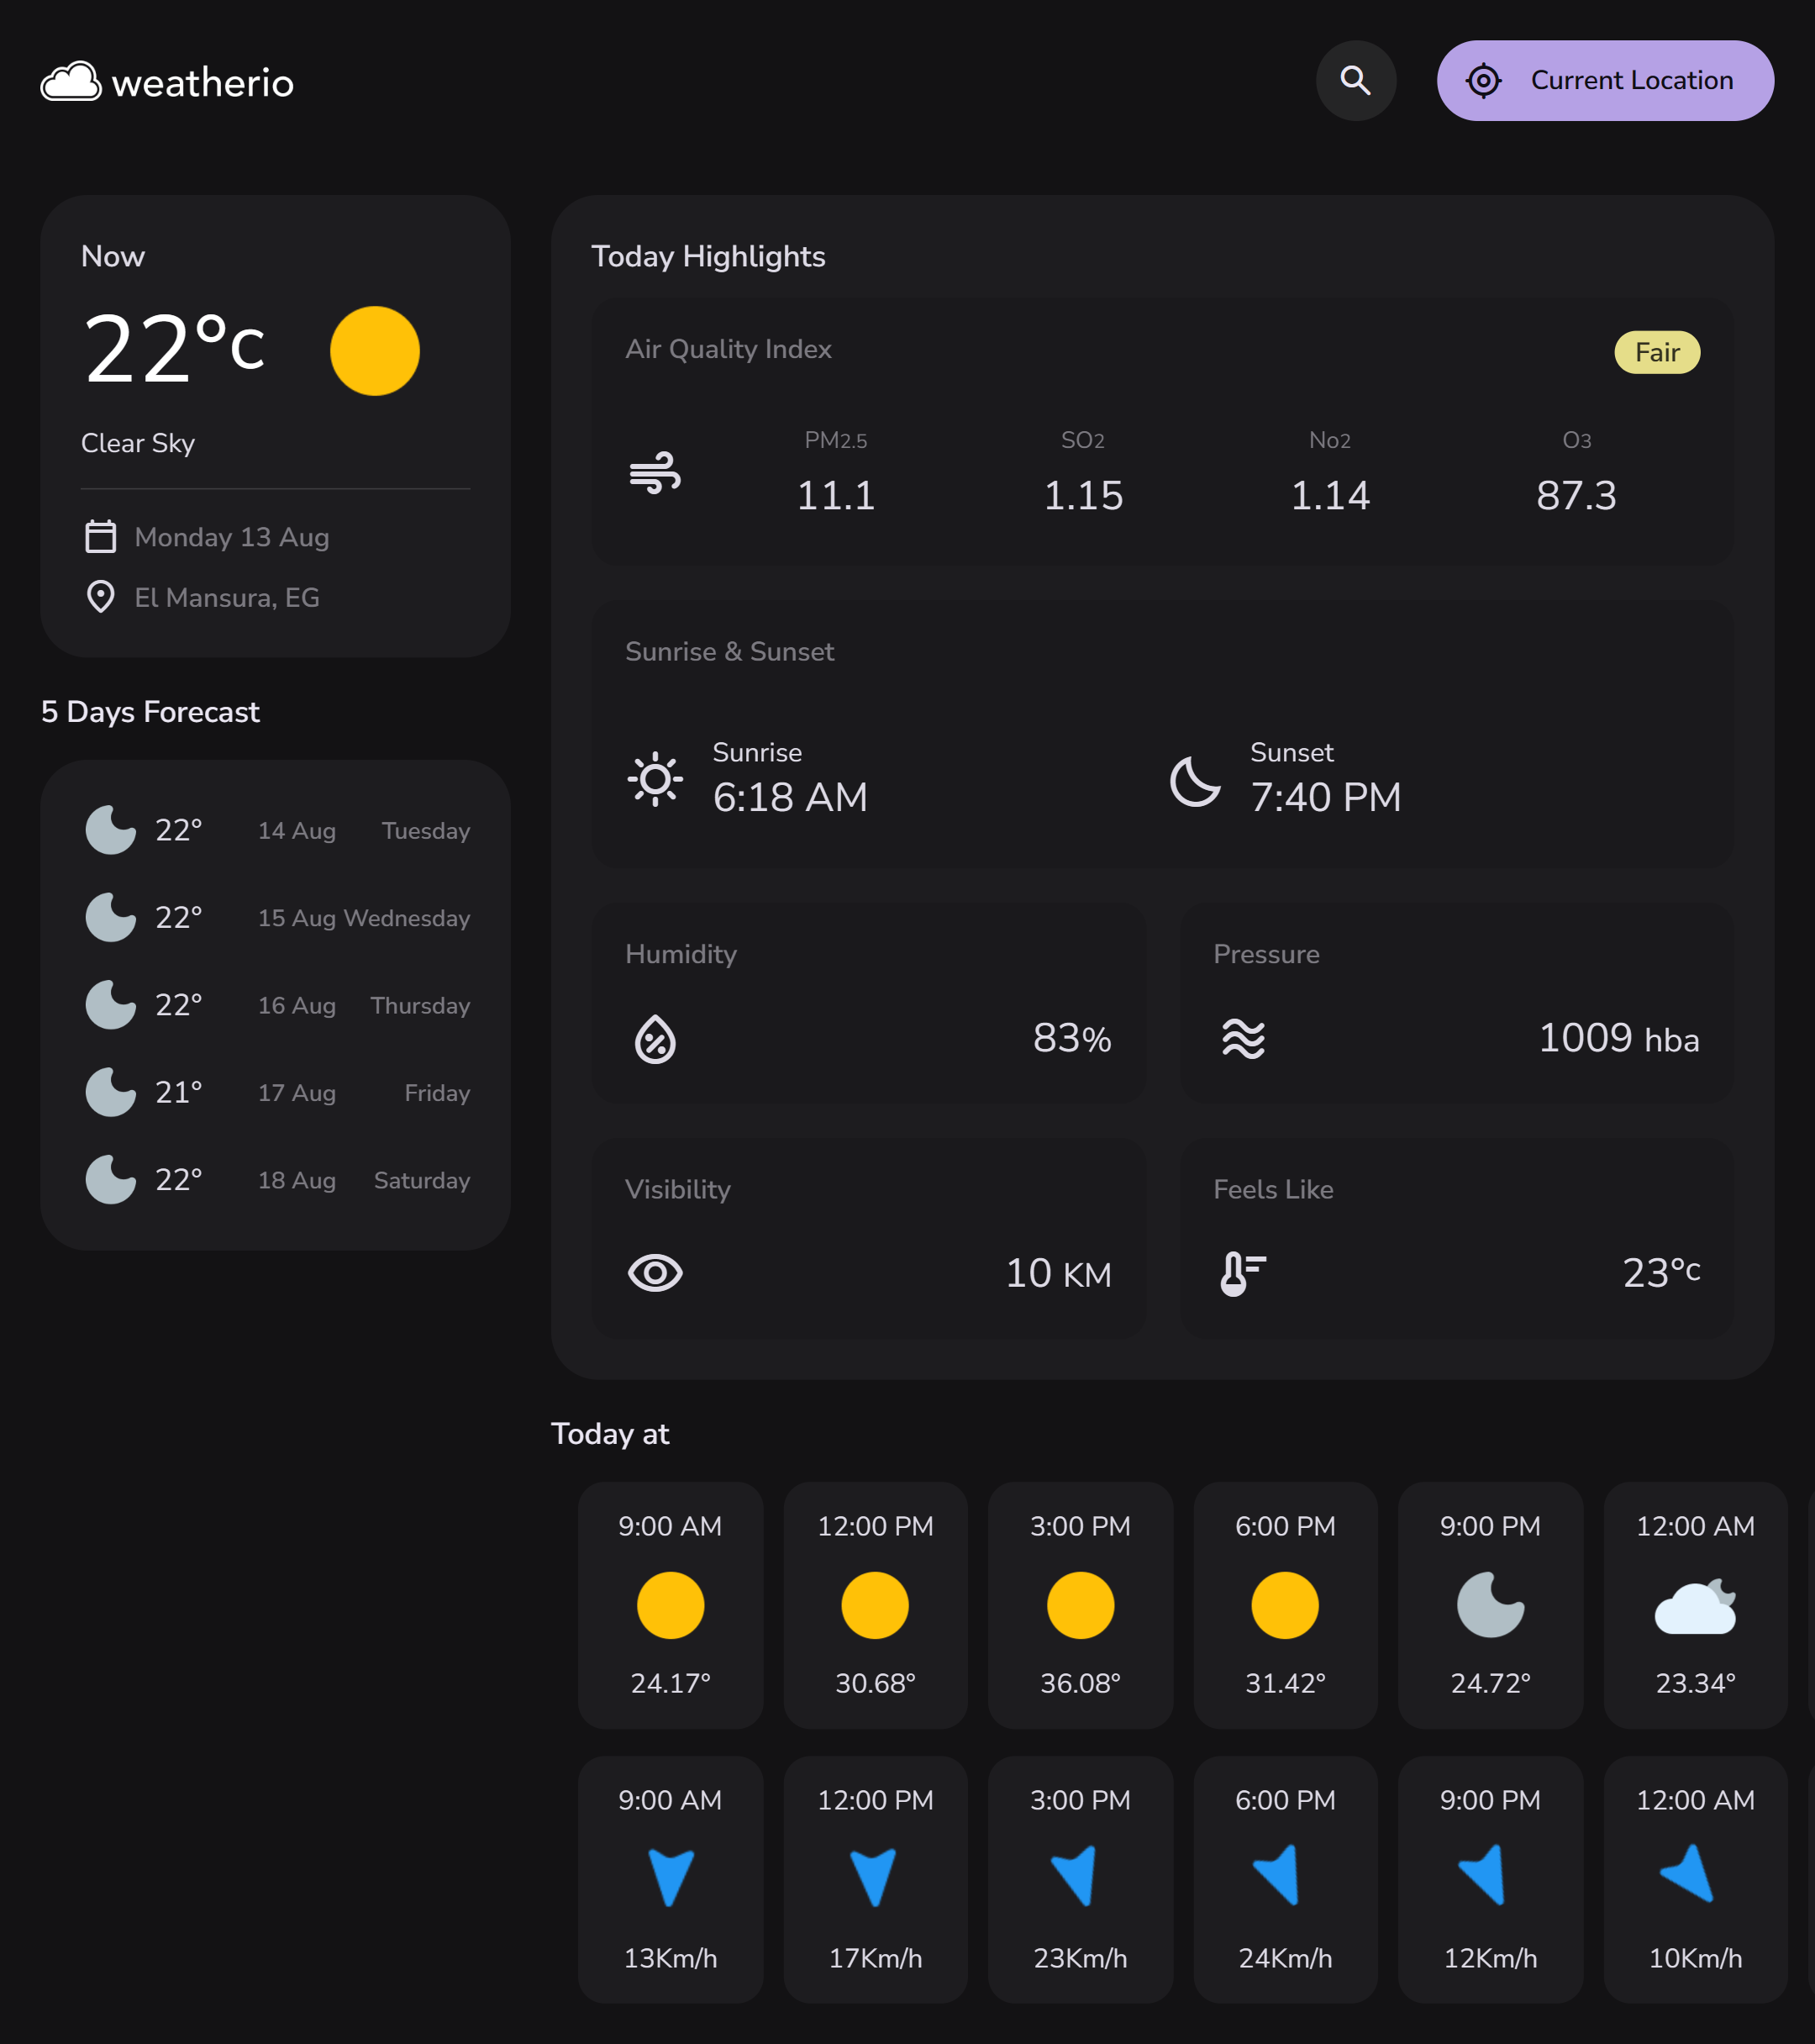 weatherio
Current Location
Now
22°c
Clear Sky
Monday 13 Aug
El Mansura, EG
5 Days Forecast
22° 14 Aug Tuesday
22° 15 Aug Wednesday
22° 16 Aug Thursday
21° 17 Aug Friday
22° 18 Aug Saturday
Today Highlights
Air Quality Index Fair
PM2.5 SO2 No2 O3
11.1 1.15 1.14 87.3
Sunrise & Sunset
Sunrise Sunset
6:18 AM 7:40 PM
Humidity Pressure
83% 1009 hba
Visibility Feels Like
10 KM 23°c
Today at
9:00 AM 12:00 PM 3:00 PM 6:00 PM 9:00 PM 12:00 AM
24.17° 30.68° 36.08° 31.42° 24.72° 23.34°
9:00 AM 12:00 PM 3:00 PM 6:00 PM 9:00 PM 12:00 AM
13Km/h 17Km/h 23Km/h 24Km/h 12Km/h 10Km/h